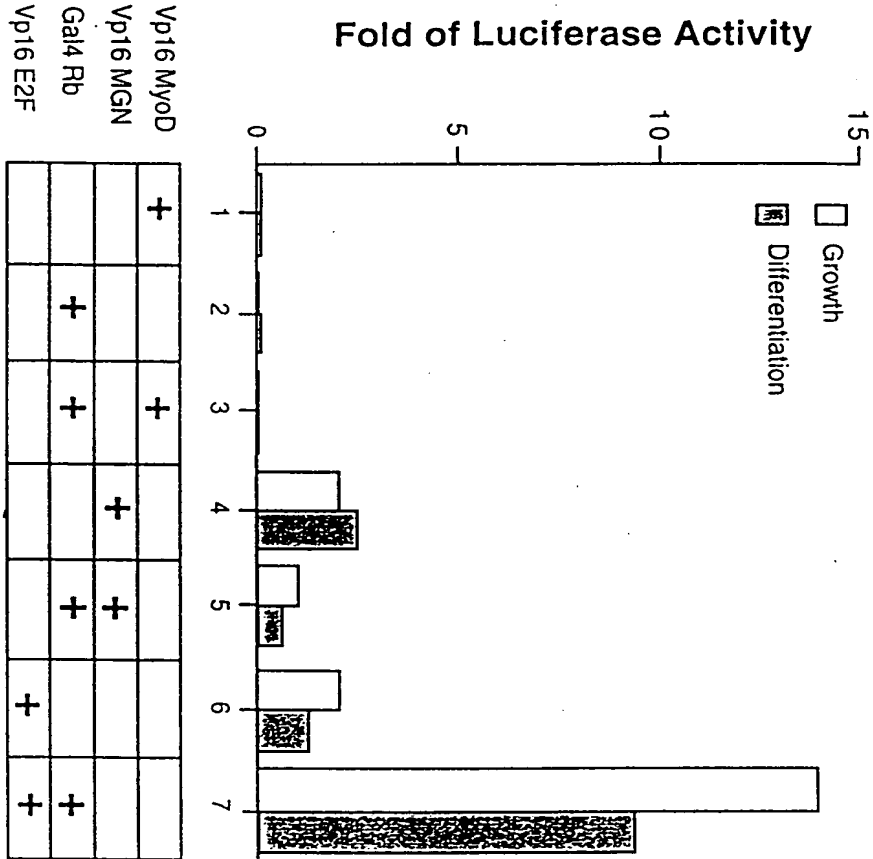 Fold of Luciferase Activity
15
10
5
0
Growth
Differentiation
1 2 3 4 5 6 7
Vp16 MyoD + +
Vp16 MGN + +
Gal4 Rb + + + +
Vp16 E2F + +